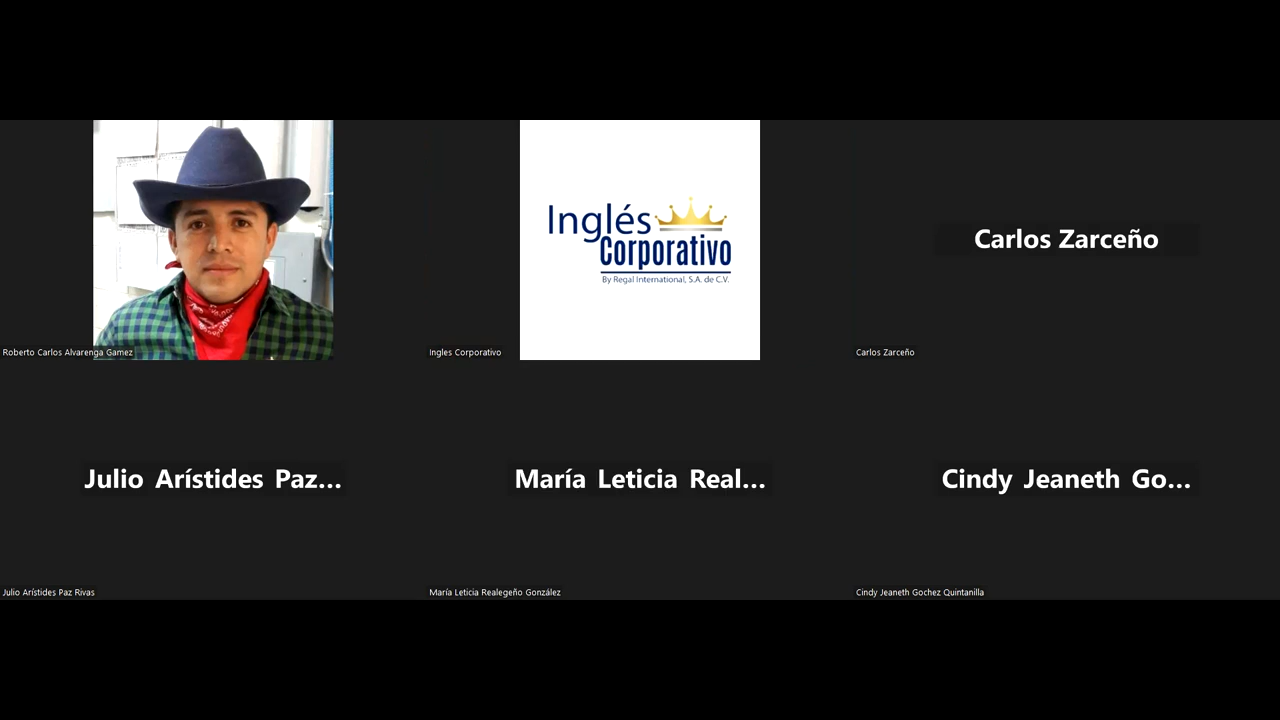 Inglés
Corporativo
By Regal International, S.A. de C.V.
Carlos Zarceño
Roberto Carlos Alvarenga Gamez
Ingles Corporativo
Carlos Zarceño
Julio Arístides Paz...
María Leticia Real...
Cindy Jeaneth Go...
Julio Arístides Paz Rivas
María Leticia Realegeño González
Cindy Jeaneth Gochez Quintanilla